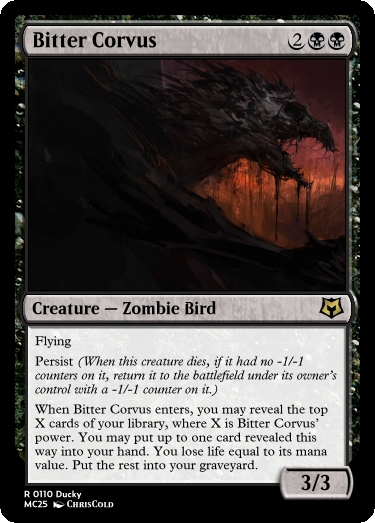 Bitter Corvus 2
Creature — Zombie Bird
Flying
Persist (When this creature dies, if it had no -1/-1
counters on it, return it to the battlefield under its owner's
control with a -1/-1 counter on it.)
When Bitter Corvus enters, you may reveal the top
X cards of your library, where X is Bitter Corvus'
power. You may put up to one card revealed this
way into your hand. You lose life equal to its mana
value. Put the rest into your graveyard.
3/3
R 0110 Ducky
MC25 ChrisCold